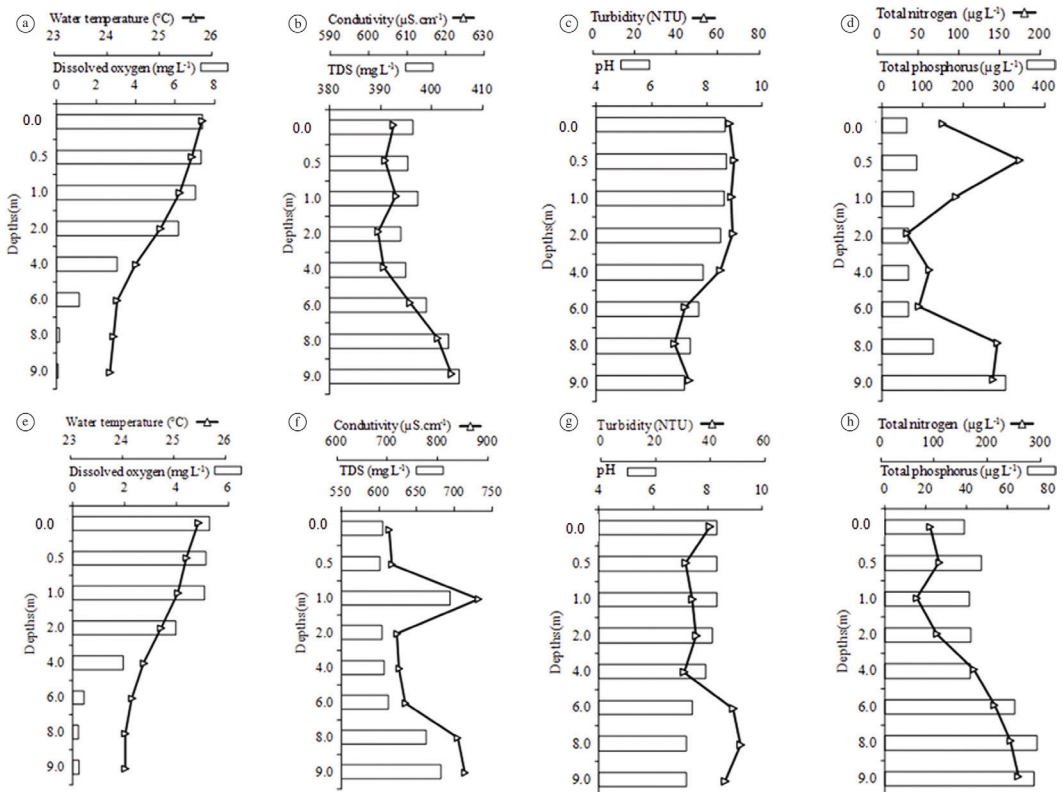 a
Water temperature (°C)
23 24 25 26
Dissolved oxygen (mg L-1)
0 2 4 6 8
Depths(m)
0.0
0.5
1.0
2.0
4.0
6.0
8.0
9.0
b
Condutivity (µS.cm-1)
590 600 610 620 630
TDS (mg L-1)
380 390 400 410
Depths(m)
0.0
0.5
1.0
2.0
4.0
6.0
8.0
9.0
c
Turbidity (NTU)
0 20 40 60 80
pH
4 6 8 10
Depths(m)
0.0
0.5
1.0
2.0
4.0
6.0
8.0
9.0
d
Total nitrogen (µg L-1)
0 50 100 150 200
Total phosphorus (µg L-1)
0 100 200 300 400
Depths(m)
0.0
0.5
1.0
2.0
4.0
6.0
8.0
9.0
e
Water temperature (°C)
23 24 25 26
Dissolved oxygen (mg L-1)
0 2 4 6
Depths(m)
0.0
0.5
1.0
2.0
4.0
6.0
8.0
9.0
f
Condutivity (µS.cm-1)
600 700 800 900
TDS (mg L-1)
550 600 650 700 750
Depths(m)
0.0
0.5
1.0
2.0
4.0
6.0
8.0
9.0
g
Turbidity (NTU)
0 20 40 60
pH
4 6 8 10
Depths(m)
0.0
0.5
1.0
2.0
4.0
6.0
8.0
9.0
h
Total nitrogen (µg L-1)
0 100 200 300
Total phosphorus (µg L-1)
0 20 40 60 80
Depths(m)
0.0
0.5
1.0
2.0
4.0
6.0
8.0
9.0